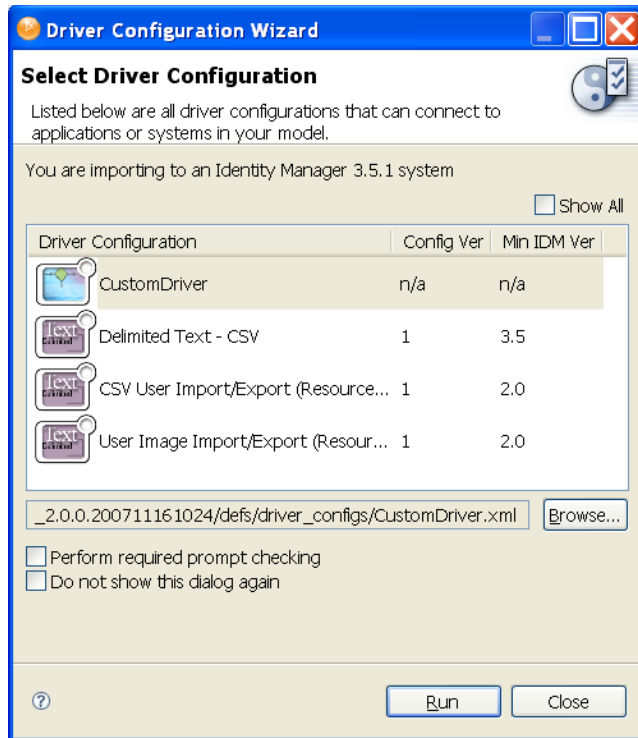 Driver Configuration Wizard
Select Driver Configuration
Listed below are all driver configurations that can connect to
applications or systems in your model.
You are importing to an Identity Manager 3.5.1 system
Show All
Driver Configuration Config Ver Min IDM Ver
CustomDriver n/a n/a
Text Delimited Text - CSV 1 3.5
Text CSV User Import/Export (Resource... 1 2.0
Text User Image Import/Export (Resour... 1 2.0
_2.0.0.200711161024/defs/driver_configs/CustomDriver.xml Browse...
Perform required prompt checking
Do not show this dialog again
? Run Close